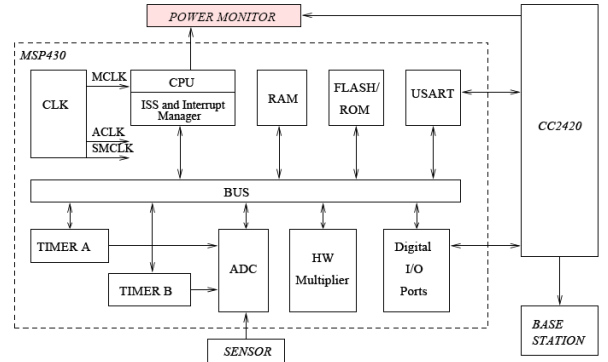 POWER MONITOR
MSP430
CLK
MCLK
ACLK
SMCLK
CPU
ISS and Interrupt
Manager
RAM
FLASH/
ROM
USART
CC2420
BUS
TIMER A
TIMER B
ADC
HW
Multiplier
Digital
I/O
Ports
SENSOR
BASE
STATION